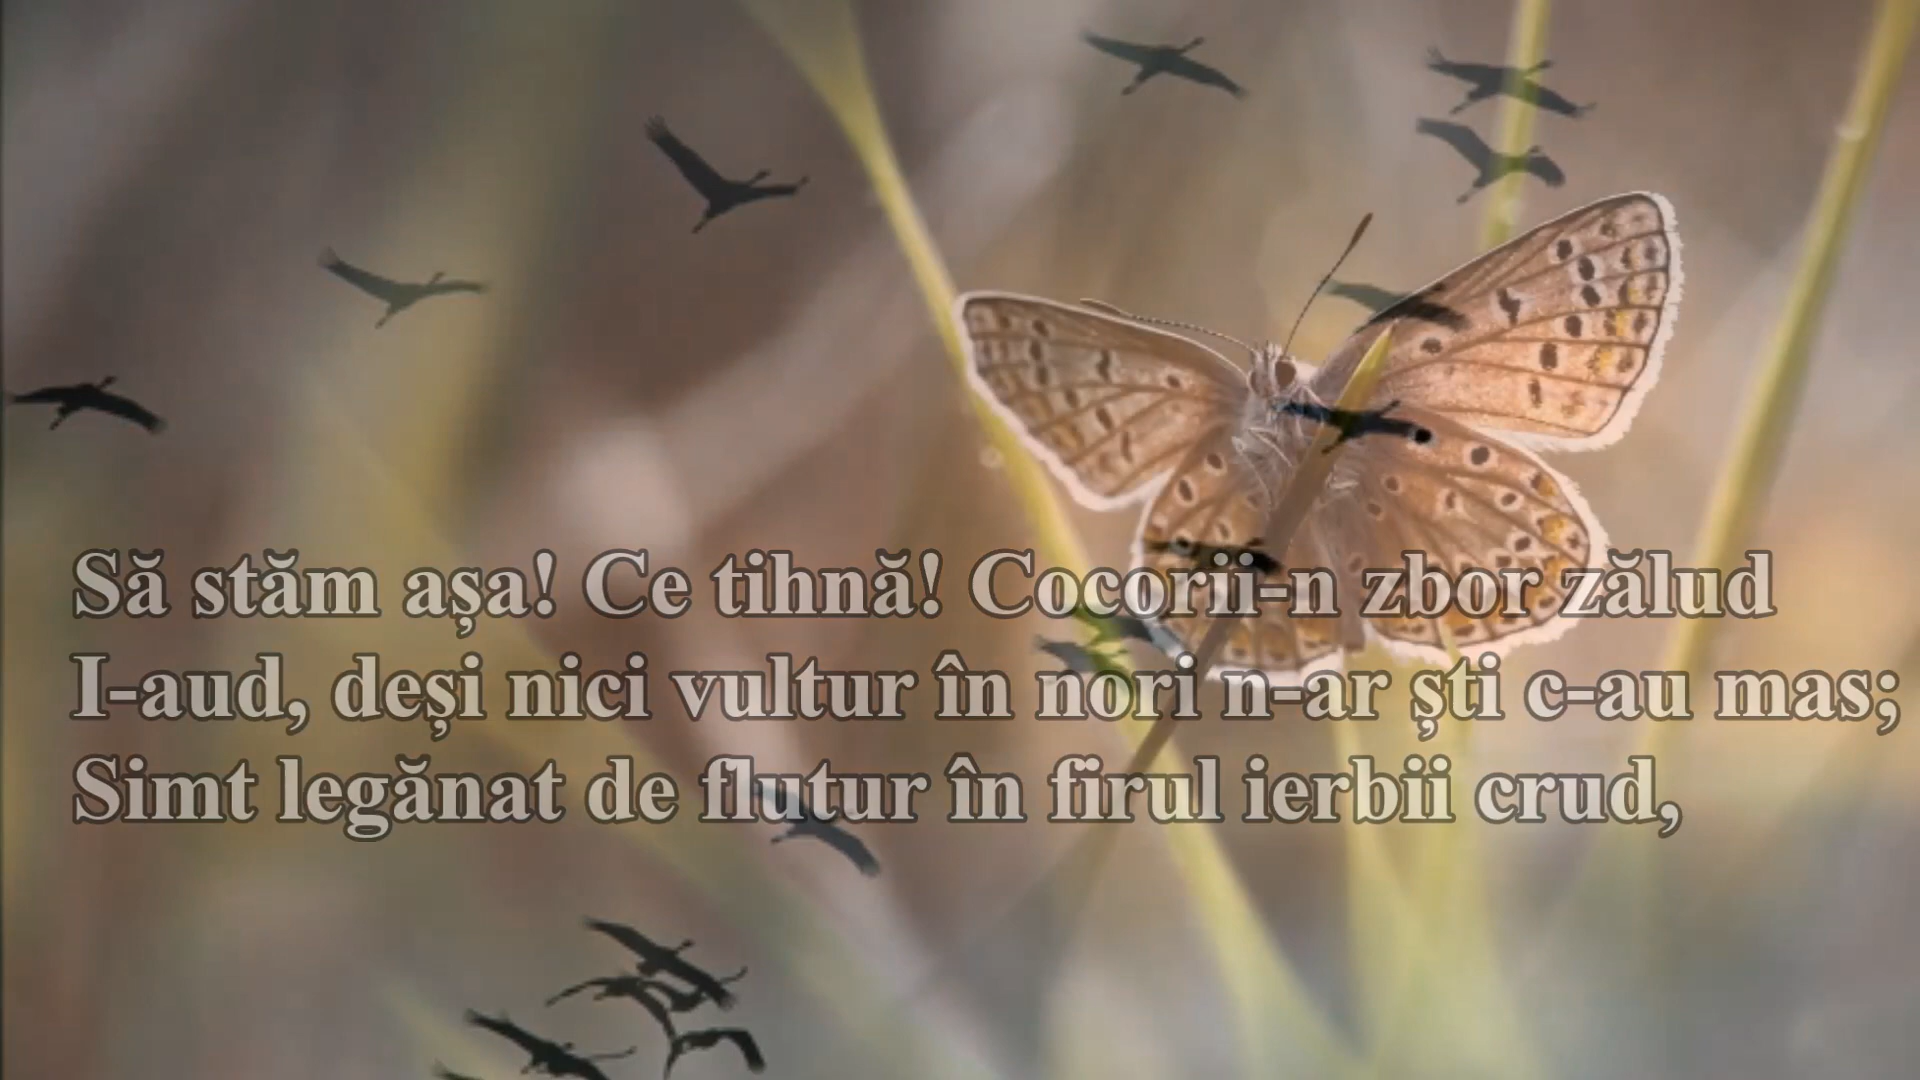 Să stăm așa! Ce tihnă! Cocorii-n zbor zălud
I-aud, deși nici vultur în nori n-ar ști c-au mas;
Simt legănat de flutur în firul ierbii crud,